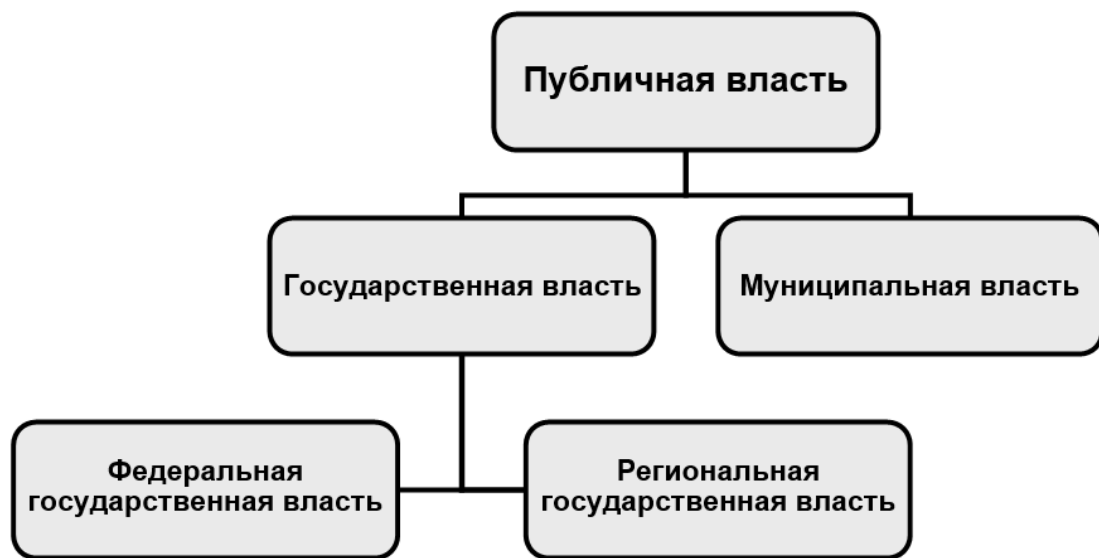 Публичная власть
Государственная власть
Муниципальная власть
Федеральная
государственная власть
Региональная
государственная власть